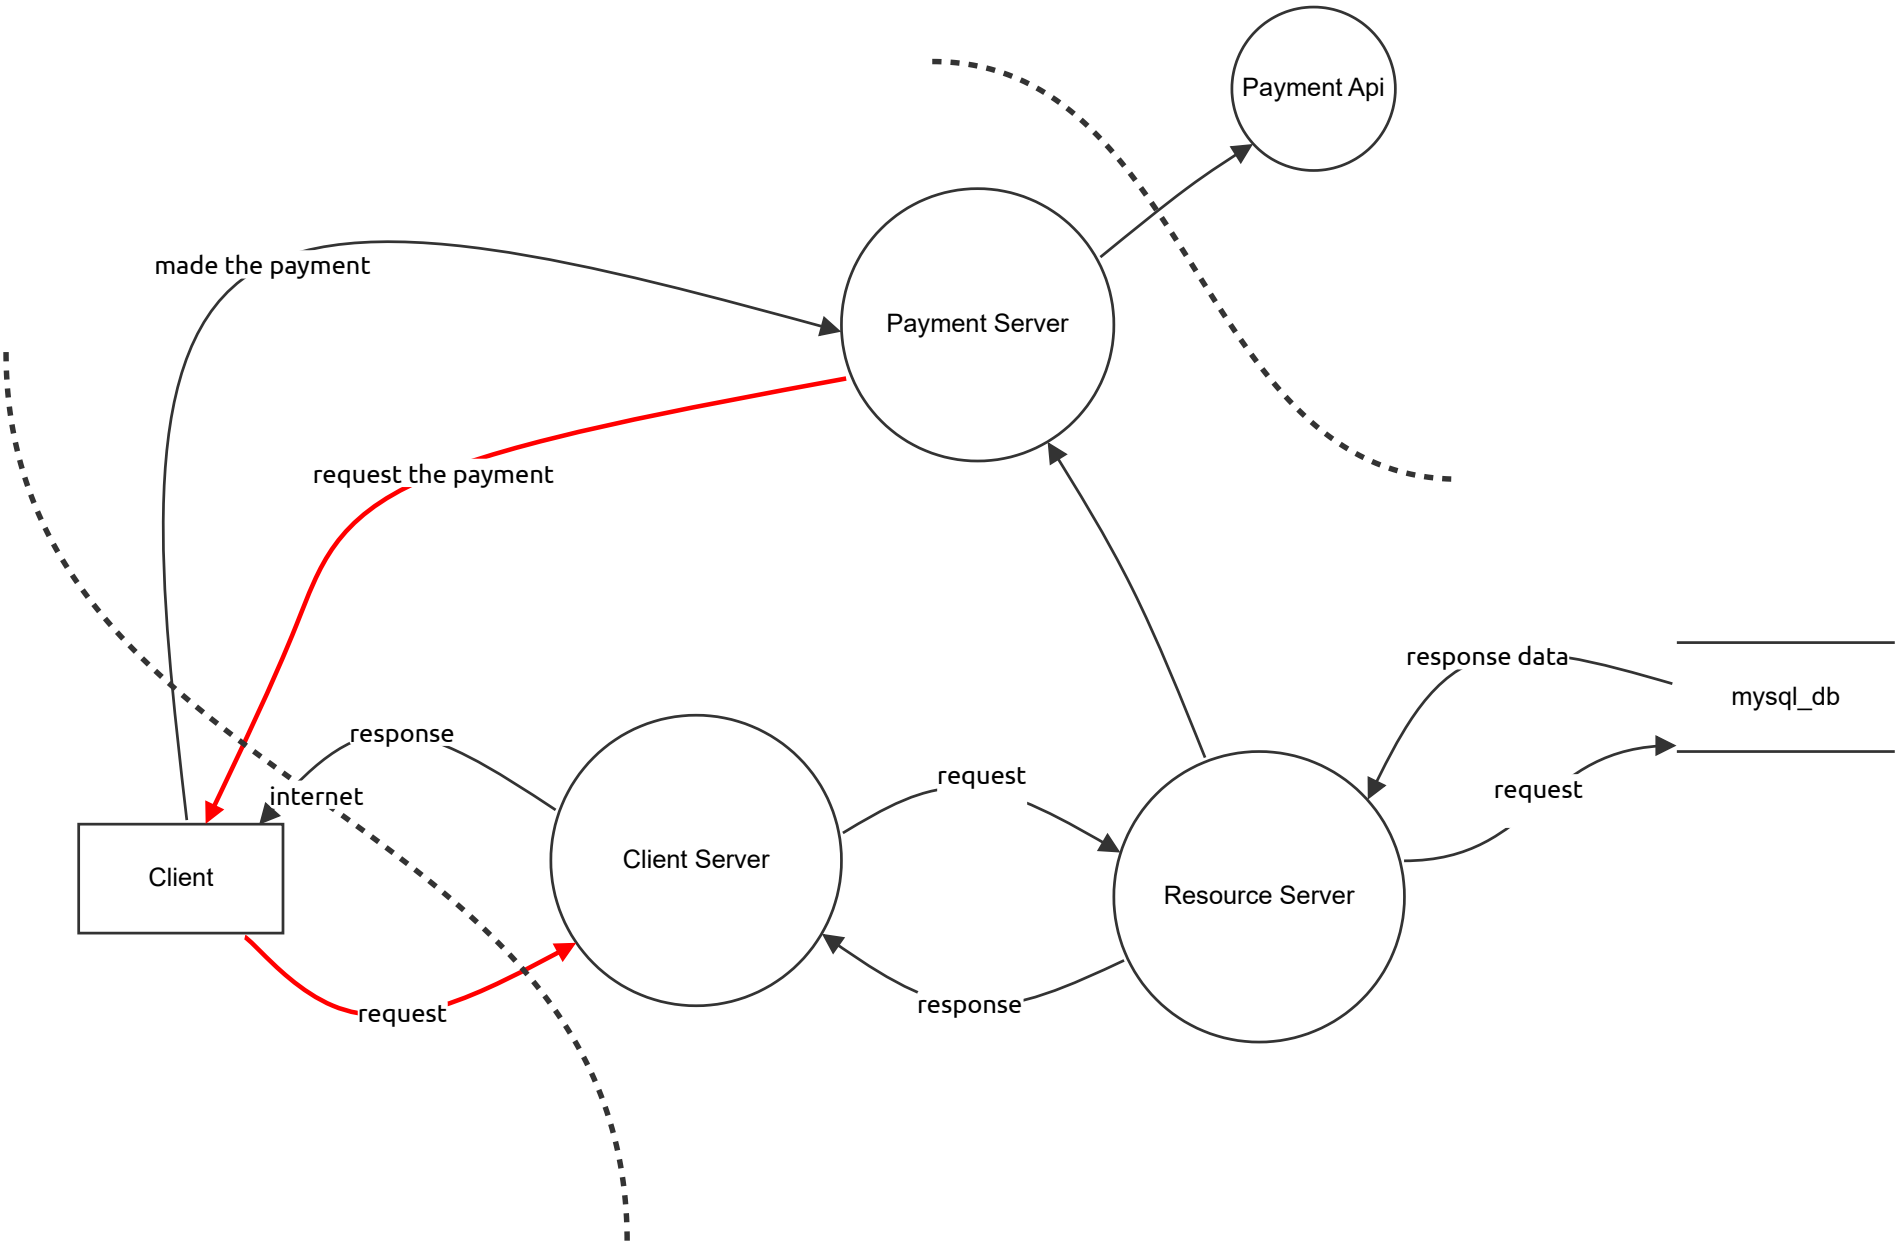 Payment Api
made the payment
Payment Server
request the payment
response data
mysql_db
response
request
request
internet
Client
Client Server
Resource Server
request
response